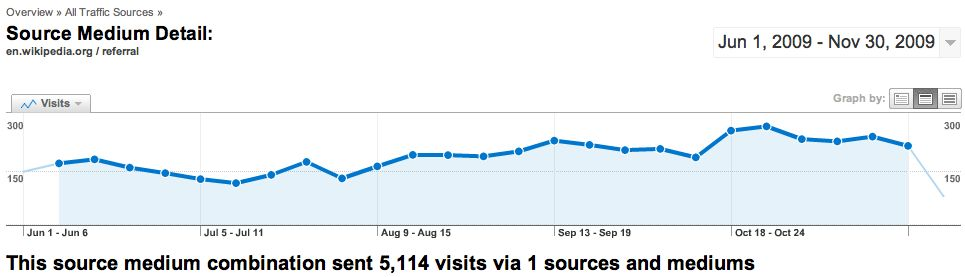 Overview » All Traffic Sources »
Source Medium Detail:
en.wikipedia.org / referral
Jun 1, 2009 - Nov 30, 2009
Visits
Graph by:
300 300
150 150
Jun 1 - Jun 6 Jul 5 - Jul 11 Aug 9 - Aug 15 Sep 13 - Sep 19 Oct 18 - Oct 24
This source medium combination sent 5,114 visits via 1 sources and mediums